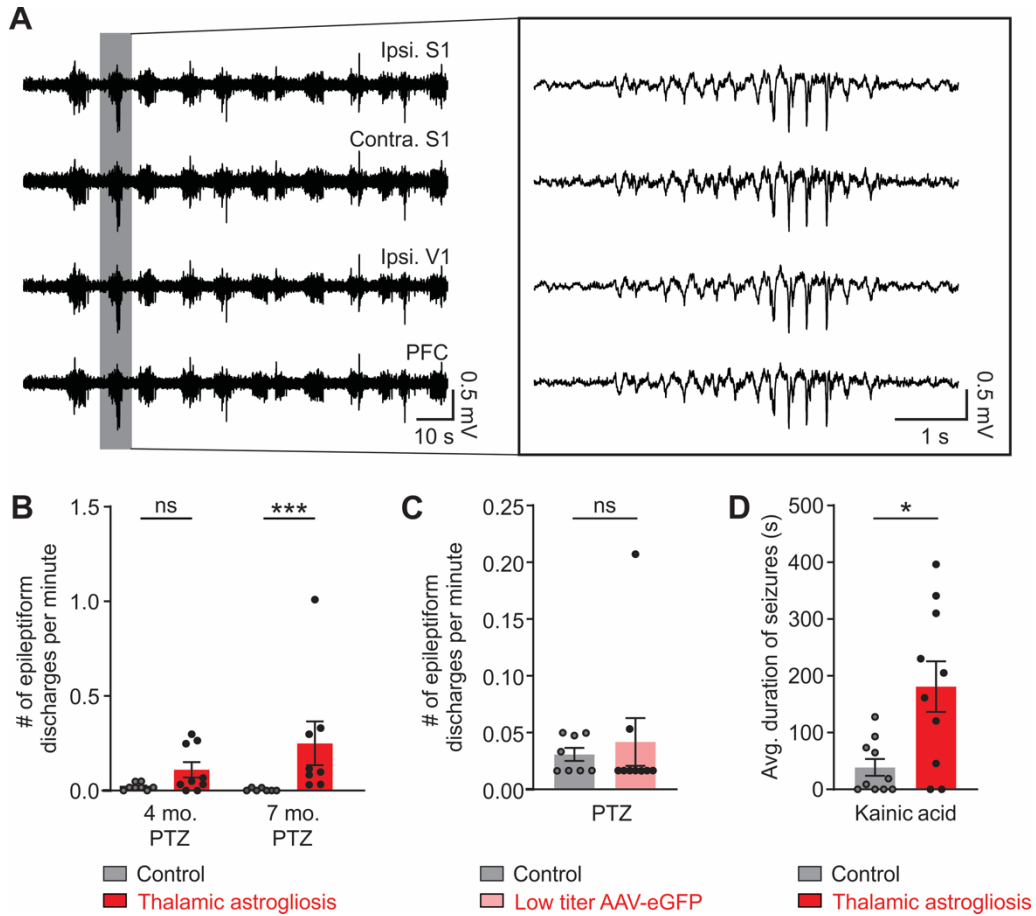 A
Ipsi. S1
Contra. S1
Ipsi. V1
PFC
0.5 mV
10 s
0.5 mV
1 s
B
# of epileptiform
discharges per minute
1.5
1.0
0.5
0.0
ns
***
4 mo.
PTZ
7 mo.
PTZ
Control
Thalamic astrogliosis
C
# of epileptiform
discharges per minute
0.25
0.20
0.15
0.10
0.05
0.00
ns
PTZ
Control
Low titer AAV-eGFP
D
Avg. duration of seizures (s)
500
400
300
200
100
0
*
Kainic acid
Control
Thalamic astrogliosis